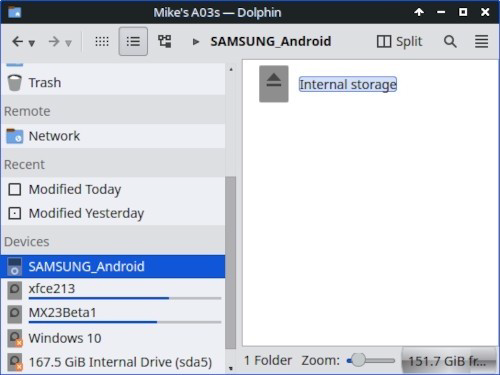 Mike's A03s — Dolphin
SAMSUNG_Android
Split
Trash
Remote
Network
Recent
Modified Today
Modified Yesterday
Devices
SAMSUNG_Android
xfce213
MX23Beta1
Windows 10
167.5 GiB Internal Drive (sda5)
Internal storage
1 Folder
Zoom:
151.7 GiB fr...